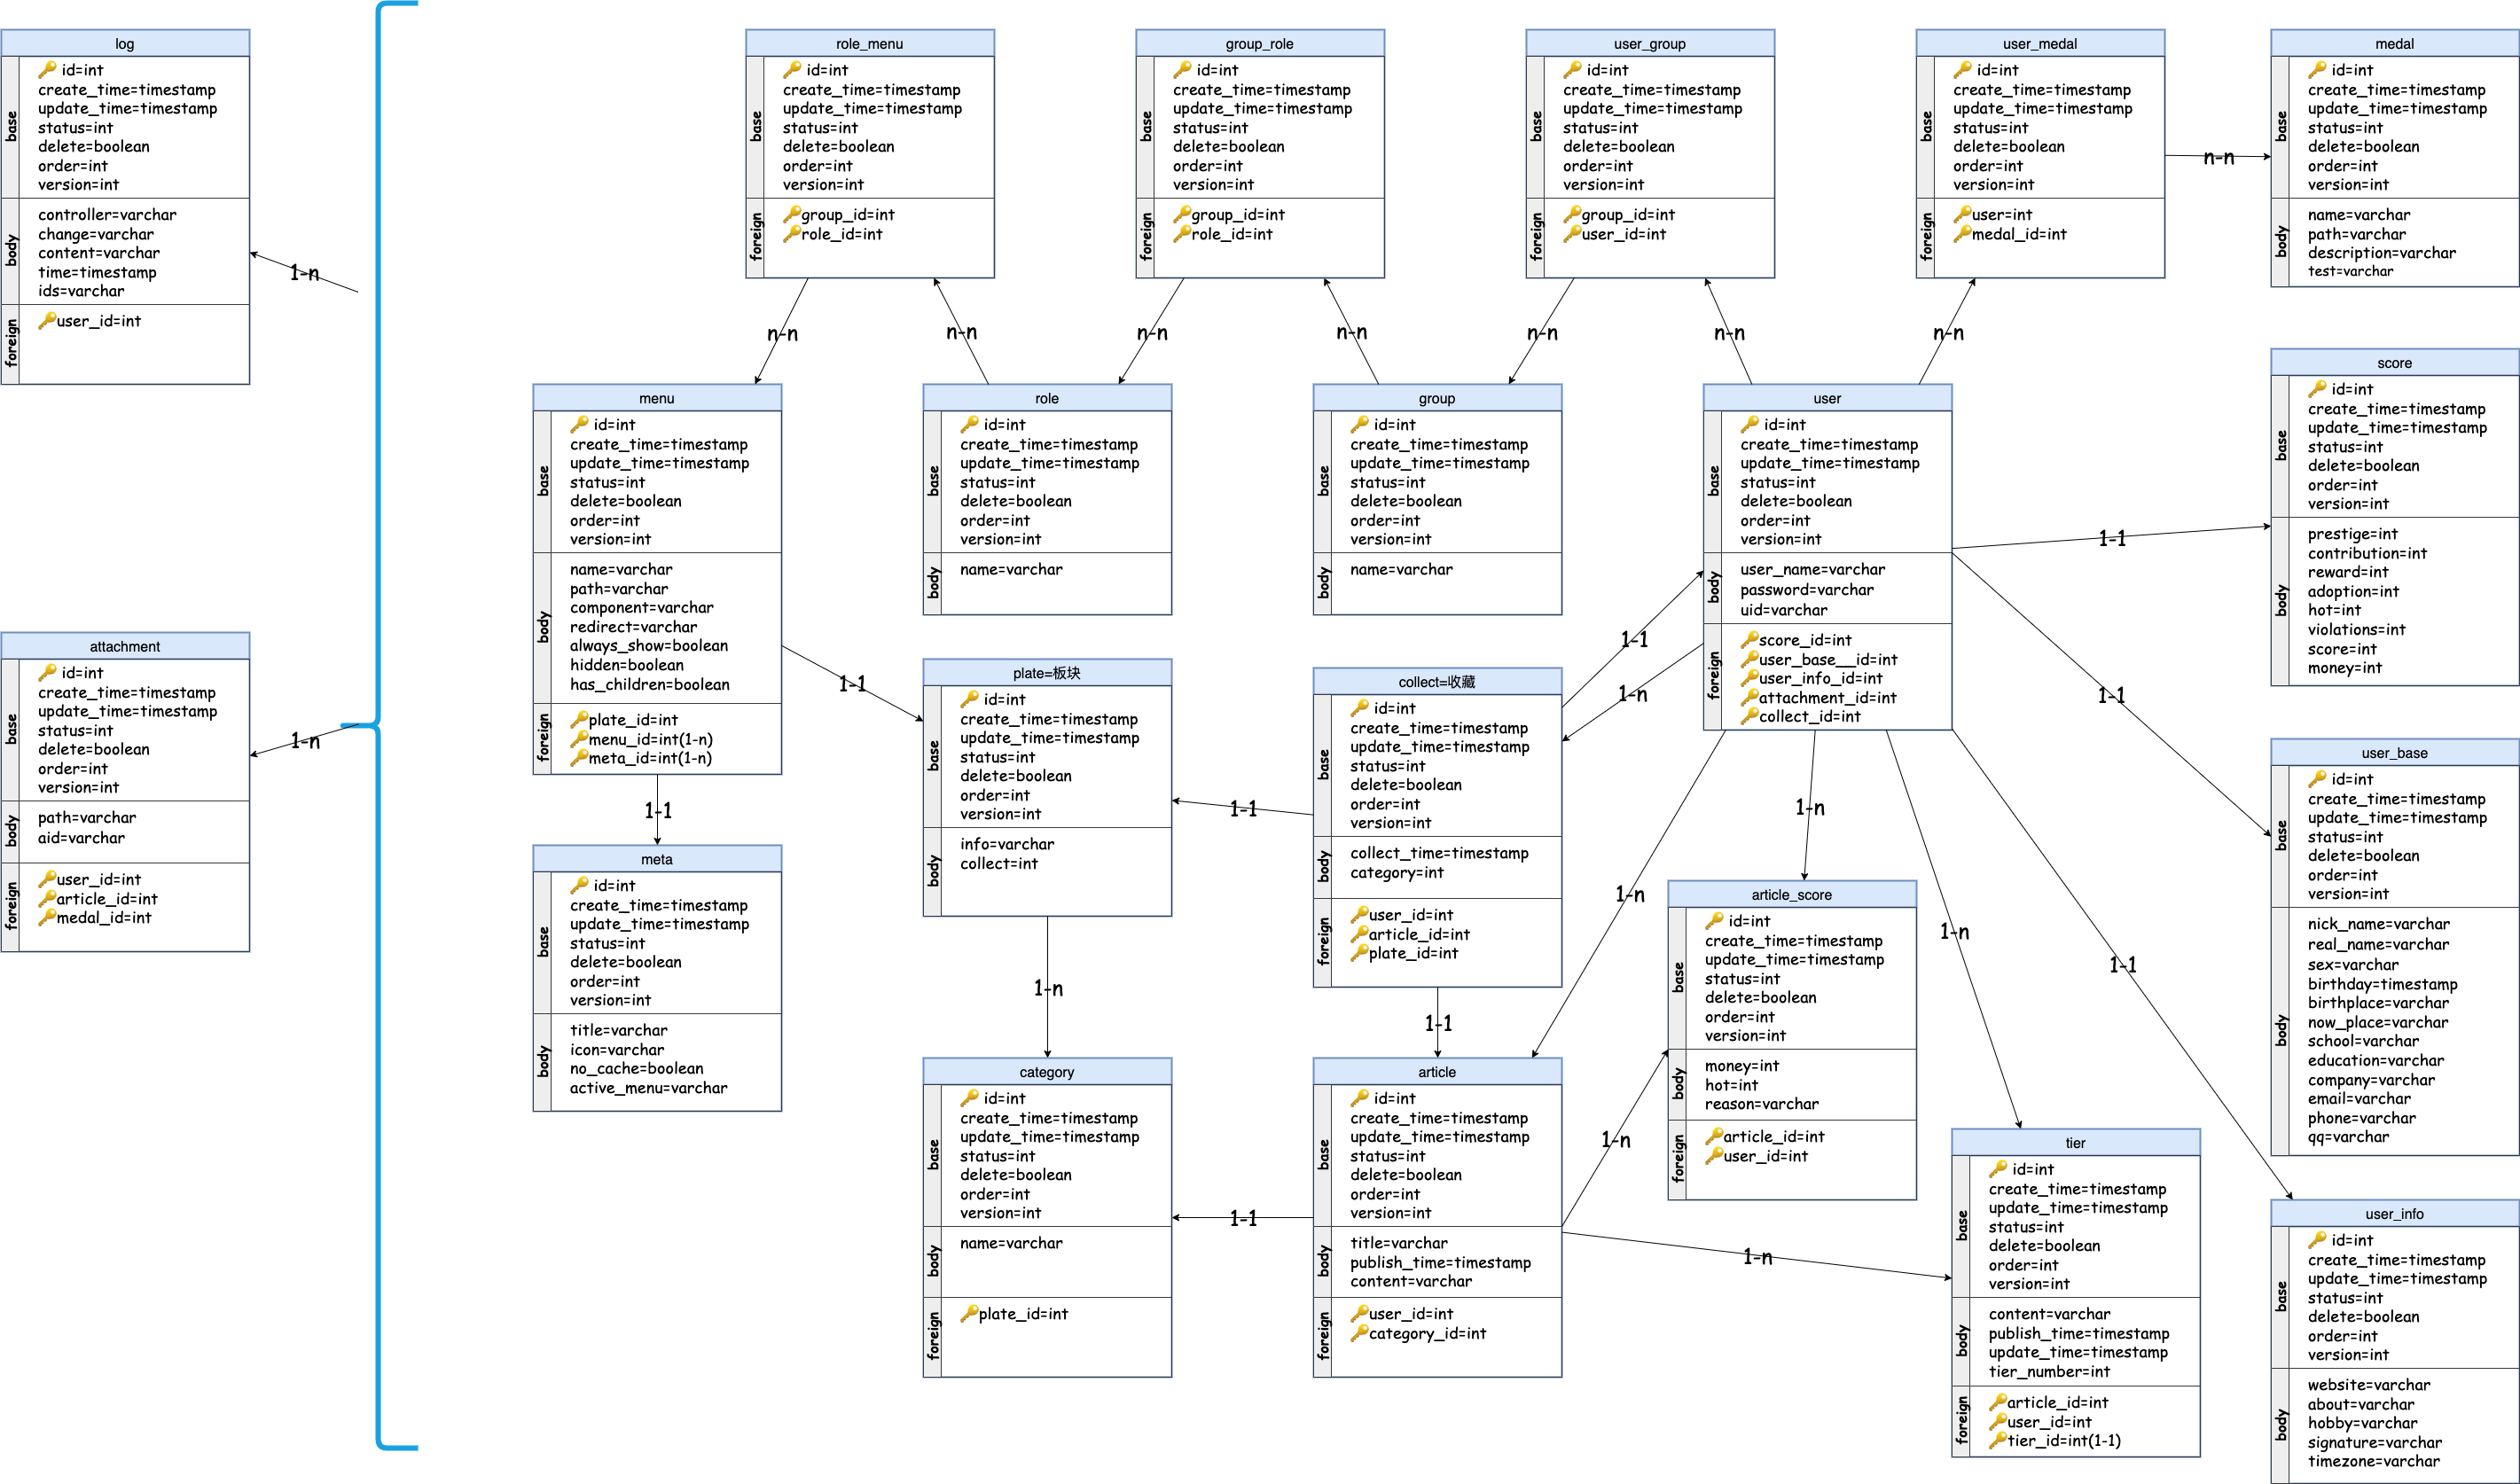 log
base
id=int
create_time=timestamp
update_time=timestamp
status=int
delete=boolean
order=int
version=int
body
controller=varchar
change=varchar
content=varchar
time=timestamp
ids=varchar
foreign
user_id=int
1-n
role_menu
base
id=int
create_time=timestamp
update_time=timestamp
status=int
delete=boolean
order=int
version=int
foreign
group_id=int
role_id=int
group_role
base
id=int
create_time=timestamp
update_time=timestamp
status=int
delete=boolean
order=int
version=int
foreign
group_id=int
role_id=int
user_group
base
id=int
create_time=timestamp
update_time=timestamp
status=int
delete=boolean
order=int
version=int
foreign
group_id=int
user_id=int
user_medal
base
id=int
create_time=timestamp
update_time=timestamp
status=int
delete=boolean
order=int
version=int
foreign
user=int
medal_id=int
n-n
medal
base
id=int
create_time=timestamp
update_time=timestamp
status=int
delete=boolean
order=int
version=int
body
name=varchar
path=varchar
description=varchar
test=varchar
n-n
n-n
n-n
n-n
n-n
n-n
n-n
menu
base
id=int
create_time=timestamp
update_time=timestamp
status=int
delete=boolean
order=int
version=int
body
name=varchar
path=varchar
component=varchar
redirect=varchar
always_show=boolean
hidden=boolean
has_children=boolean
foreign
plate_id=int
menu_id=int(1-n)
meta_id=int(1-n)
role
base
id=int
create_time=timestamp
update_time=timestamp
status=int
delete=boolean
order=int
version=int
body
name=varchar
group
base
id=int
create_time=timestamp
update_time=timestamp
status=int
delete=boolean
order=int
version=int
body
name=varchar
user
base
id=int
create_time=timestamp
update_time=timestamp
status=int
delete=boolean
order=int
version=int
body
user_name=varchar
password=varchar
uid=varchar
foreign
score_id=int
user_base__id=int
user_info_id=int
attachment_id=int
collect_id=int
score
base
id=int
create_time=timestamp
update_time=timestamp
status=int
delete=boolean
order=int
version=int
body
prestige=int
contribution=int
reward=int
adoption=int
hot=int
violations=int
score=int
money=int
1-1
1-1
1-n
1-1
1-1
attachment
base
id=int
create_time=timestamp
update_time=timestamp
status=int
delete=boolean
order=int
version=int
body
path=varchar
aid=varchar
foreign
user_id=int
article_id=int
medal_id=int
1-n
1-1
plate=板块
base
id=int
create_time=timestamp
update_time=timestamp
status=int
delete=boolean
order=int
version=int
body
info=varchar
collect=int
1-1
collect=收藏
base
id=int
create_time=timestamp
update_time=timestamp
status=int
delete=boolean
order=int
version=int
body
collect_time=timestamp
category=int
foreign
user_id=int
article_id=int
plate_id=int
1-n
1-n
1-n
1-1
user_base
base
id=int
create_time=timestamp
update_time=timestamp
status=int
delete=boolean
order=int
version=int
body
nick_name=varchar
real_name=varchar
sex=varchar
birthday=timestamp
birthplace=varchar
now_place=varchar
school=varchar
education=varchar
company=varchar
email=varchar
phone=varchar
qq=varchar
meta
base
id=int
create_time=timestamp
update_time=timestamp
status=int
delete=boolean
order=int
version=int
body
title=varchar
icon=varchar
no_cache=boolean
active_menu=varchar
1-n
1-1
article_score
base
id=int
create_time=timestamp
update_time=timestamp
status=int
delete=boolean
order=int
version=int
body
money=int
hot=int
reason=varchar
foreign
article_id=int
user_id=int
category
base
id=int
create_time=timestamp
update_time=timestamp
status=int
delete=boolean
order=int
version=int
body
name=varchar
foreign
plate_id=int
1-1
article
base
id=int
create_time=timestamp
update_time=timestamp
status=int
delete=boolean
order=int
version=int
body
title=varchar
publish_time=timestamp
content=varchar
foreign
user_id=int
category_id=int
1-n
1-n
tier
base
id=int
create_time=timestamp
update_time=timestamp
status=int
delete=boolean
order=int
version=int
body
content=varchar
publish_time=timestamp
update_time=timestamp
tier_number=int
foreign
article_id=int
user_id=int
tier_id=int(1-1)
user_info
base
id=int
create_time=timestamp
update_time=timestamp
status=int
delete=boolean
order=int
version=int
body
website=varchar
about=varchar
hobby=varchar
signature=varchar
timezone=varchar